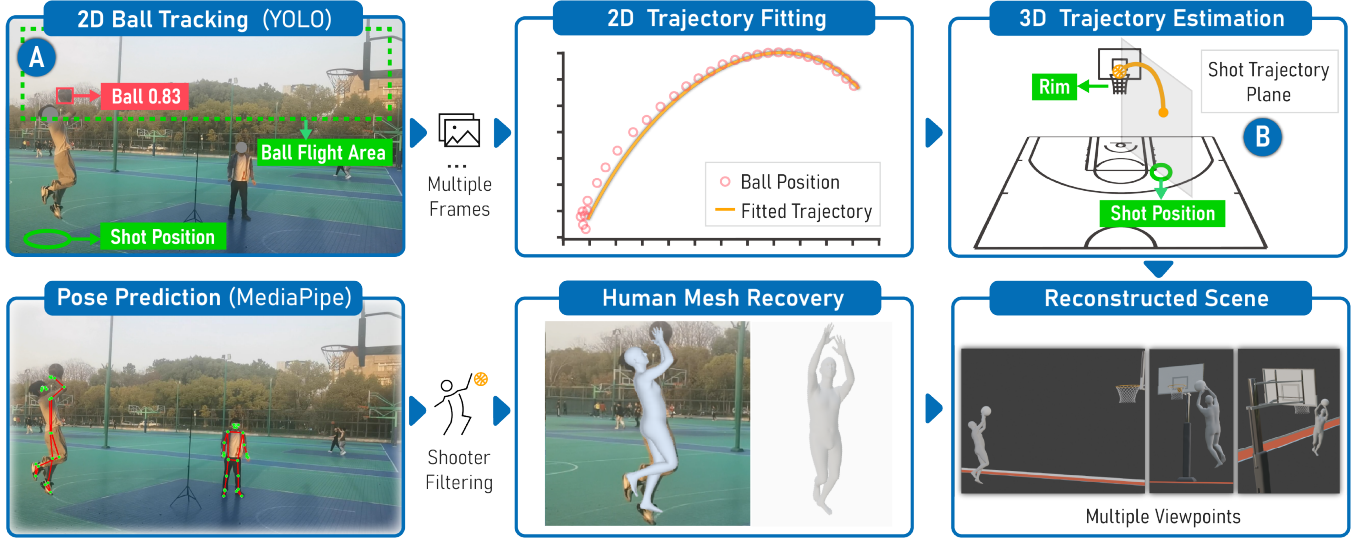 2D Ball Tracking (YOLO)
A
Ball 0.83
Ball Flight Area
Shot Position
...
Multiple
Frames
2D Trajectory Fitting
Ball Position
Fitted Trajectory
3D Trajectory Estimation
Rim
Shot Trajectory
Plane
B
Shot Position
Pose Prediction (MediaPipe)
Shooter
Filtering
Human Mesh Recovery
Reconstructed Scene
Multiple Viewpoints